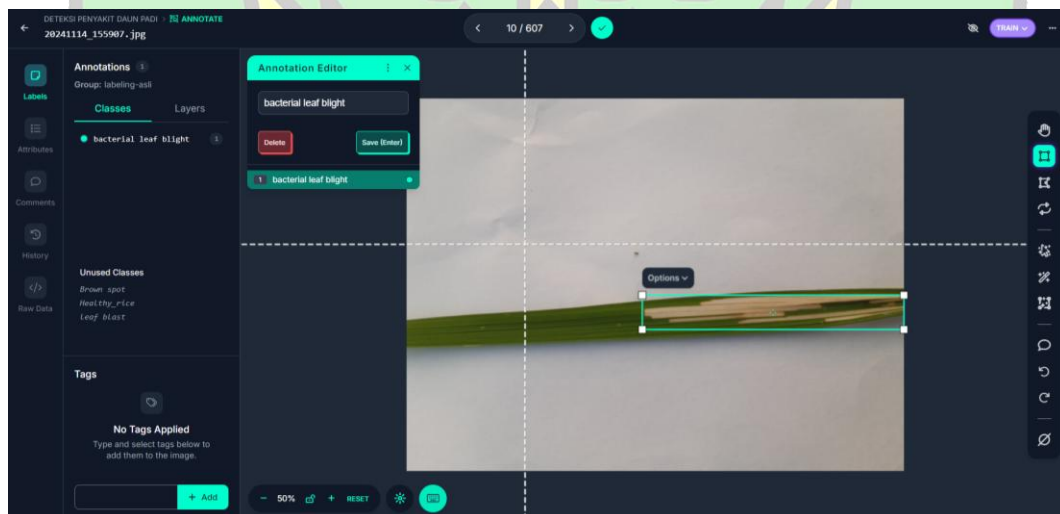 DETEKSI PENYAKIT DAUN PADI > ANNOTATE
20241114_155907.jpg
10 / 607
TRAIN
Labels
Attributes
Comments
History
Raw Data
Annotations 1
Group: labeling-asli
Classes Layers
bacterial leaf blight 1
Unused Classes
Brown spot
Healthy_rice
leaf blast
Tags
No Tags Applied
Type and select tags below to
add them to the image.
+ Add
Annotation Editor
bacterial leaf blight
Delete Save (Enter)
1 bacterial leaf blight
Options
50% + RESET